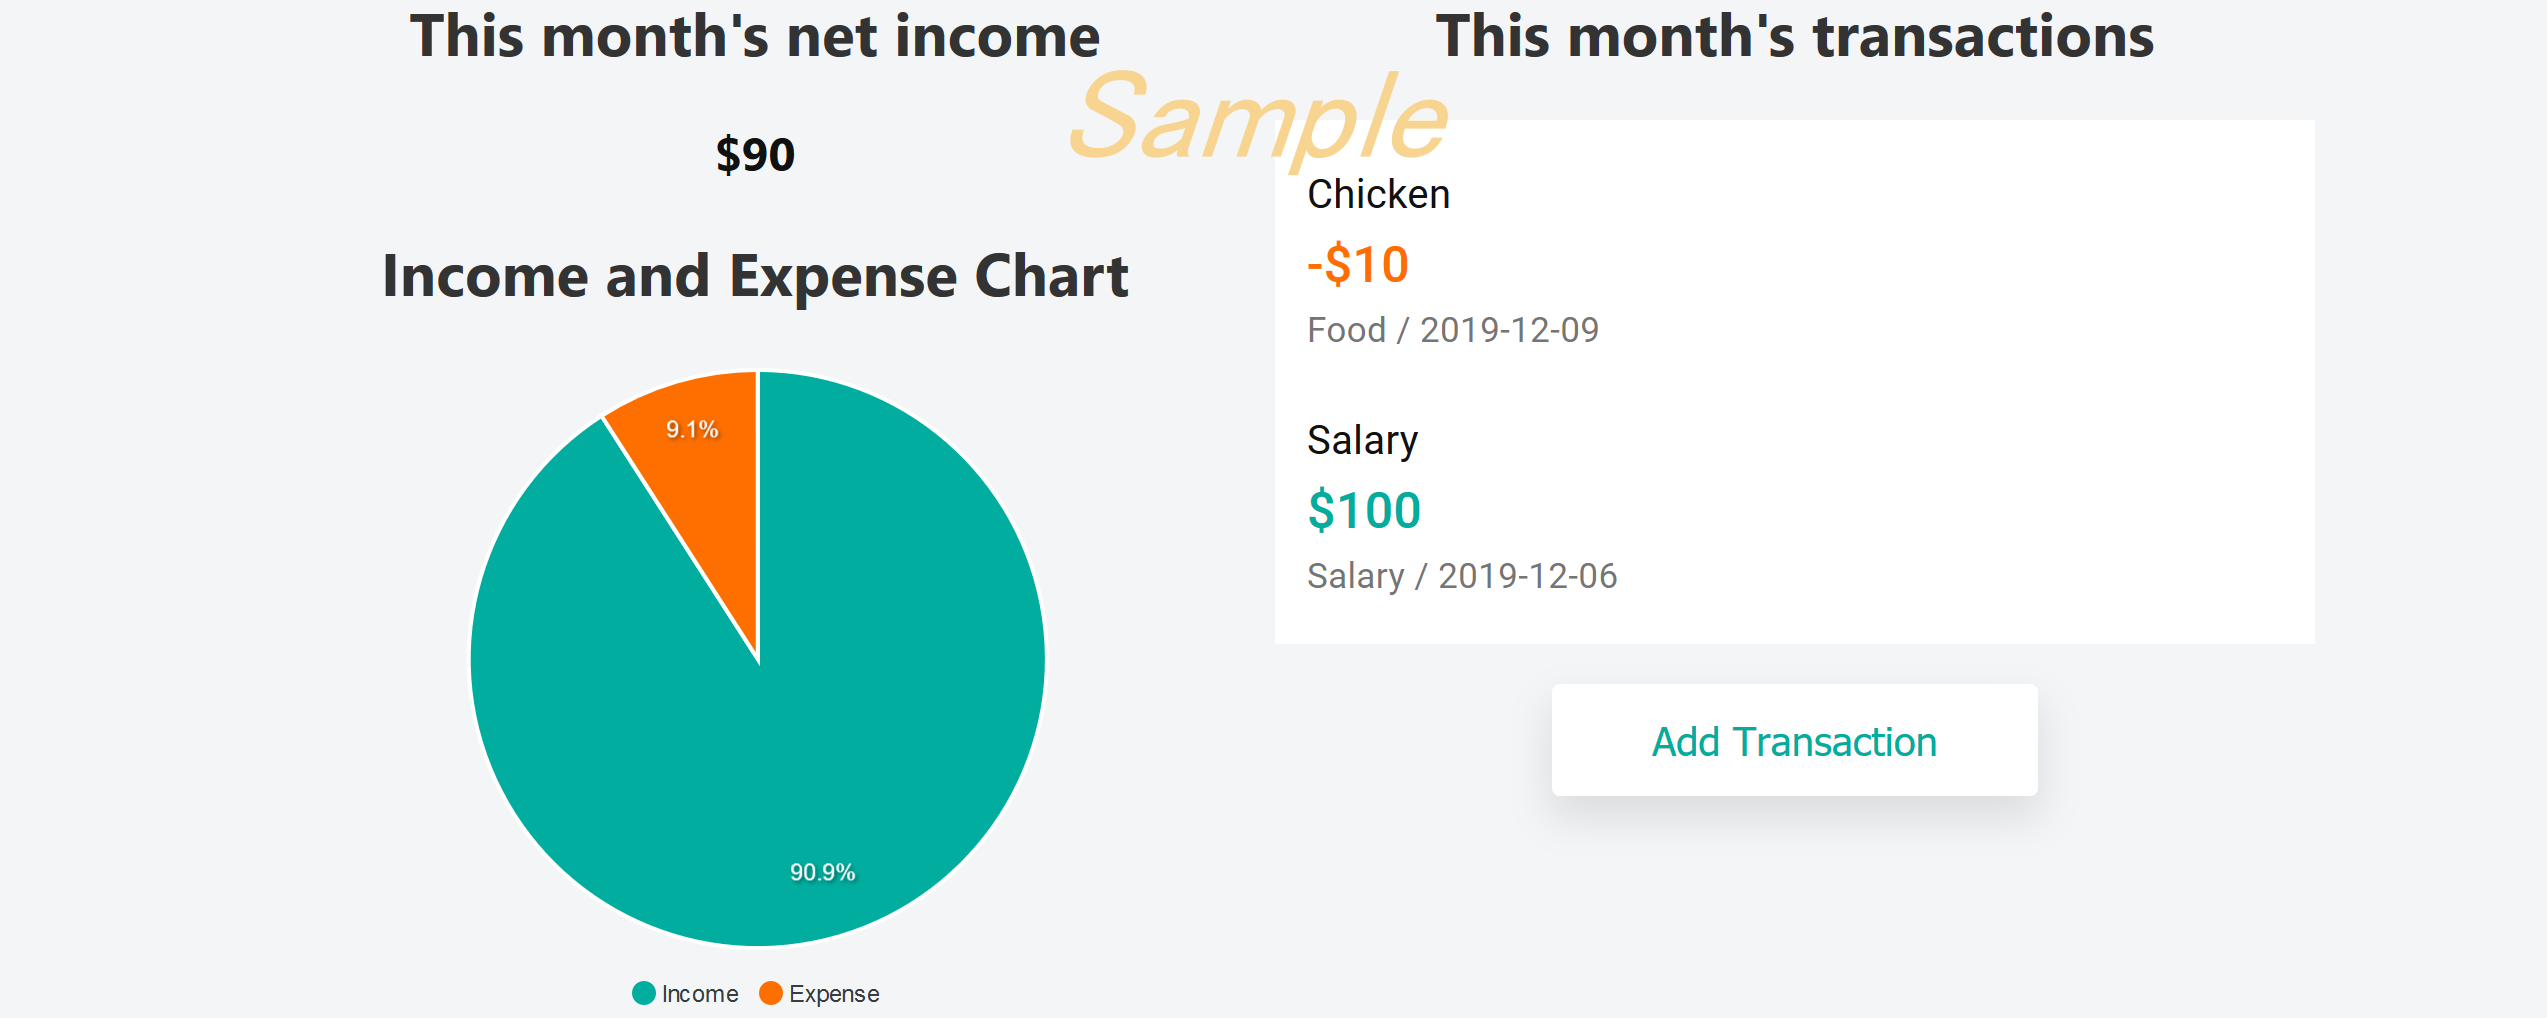 This month's net income
$90
Income and Expense Chart
9.1%
90.9%
Income
Expense
Sample
This month's transactions
Chicken
-$10
Food / 2019-12-09
Salary
$100
Salary / 2019-12-06
Add Transaction